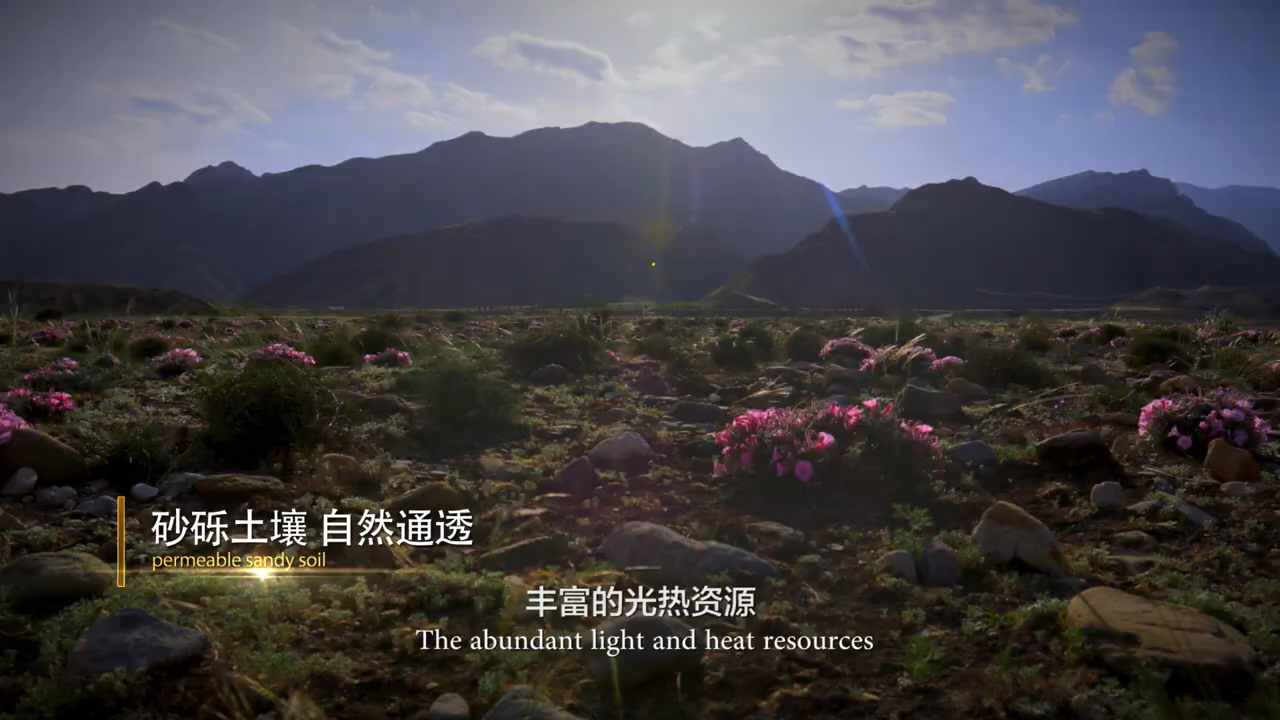 砂砾土壤 自然通透
permeable sandy soil
丰富的光热资源
The abundant light and heat resources